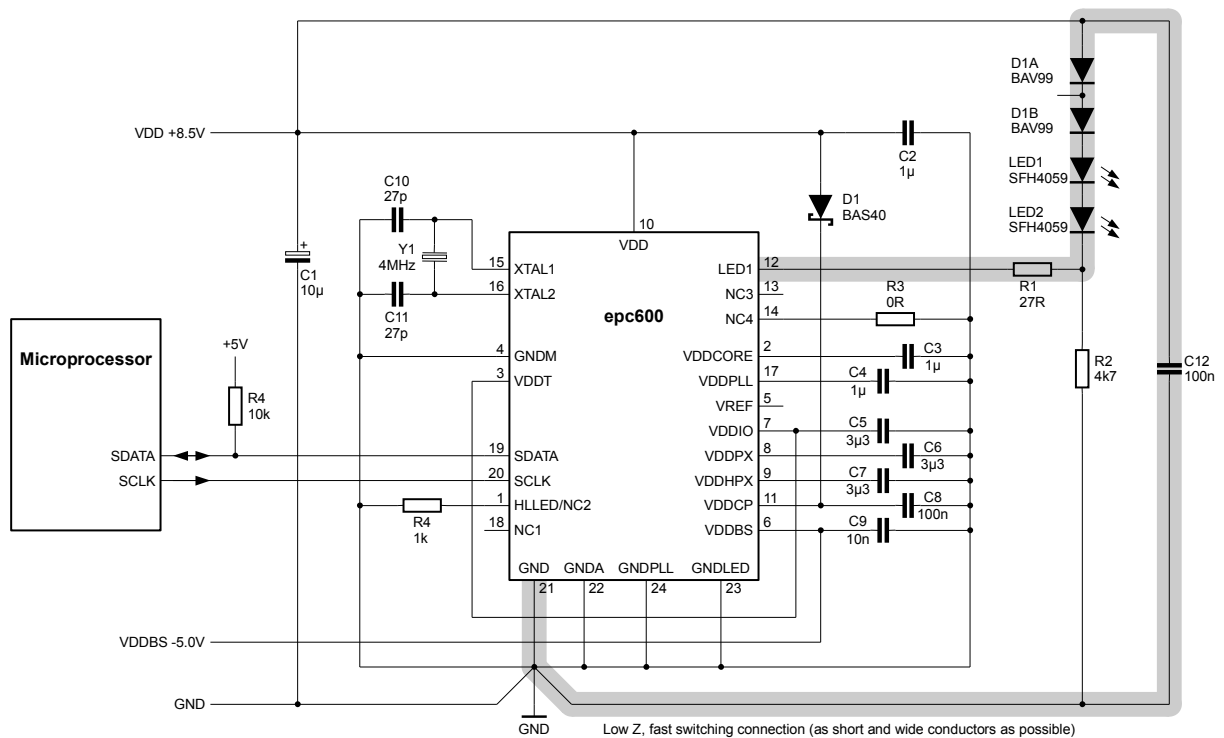 D1A
BAV99
D1B
BAV99
VDD +8.5V
C2
1µ
LED1
SFH4059
C10
27p
D1
BAS40
LED2
SFH4059
10
VDD
+
C1
10µ
Y1
4MHz
15
XTAL1
LED1
12
R1
27R
16
XTAL2
NC3
13
C11
27p
epc600
NC4
14
R3
0R
Microprocessor
+5V
4
GNDM
VDDCORE
2
C3
1µ
3
VDDT
VDDPLL
17
C4
1µ
R2
4k7
C12
100n
R4
10k
VREF
5
VDDIO
7
C5
3µ3
SDATA
19
SDATA
VDDPX
8
C6
3µ3
SCLK
20
SCLK
VDDHPX
9
C7
3µ3
1
HLLED/NC2
VDDCP
11
C8
100n
R4
1k
18
NC1
VDDBS
6
C9
10n
GND
GNDA
GNDPLL
GNDLED
21
22
24
23
VDDBS -5.0V
GND
GND
Low Z, fast switching connection (as short and wide conductors as possible)